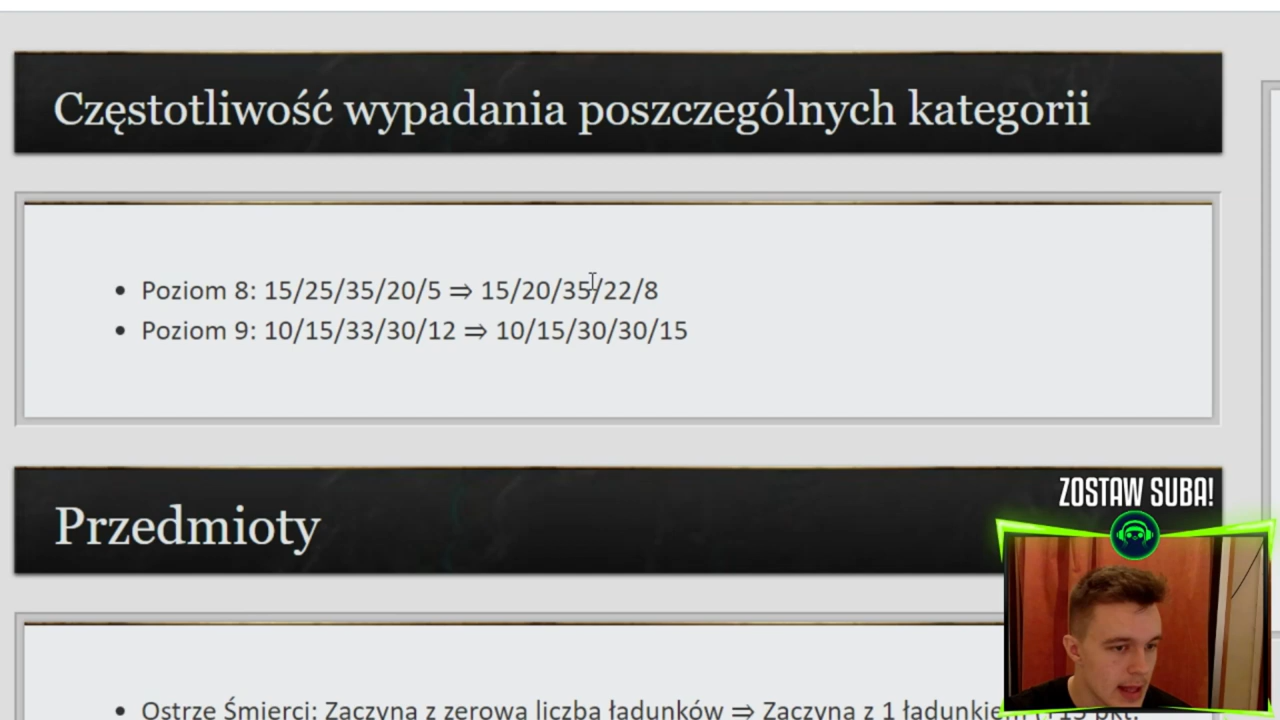 Częstotliwość wypadania poszczególnych kategorii
• Poziom 8: 15/25/35/20/5 ⇒ 15/20/35/22/8
• Poziom 9: 10/15/33/30/12 ⇒ 10/15/30/30/15
Przedmioty
ZOSTAW SUBA!
• Ostrze Śmierci: Zaczyna z zerową liczbą ładunków ⇒ Zaczyna z 1 ładunkiem